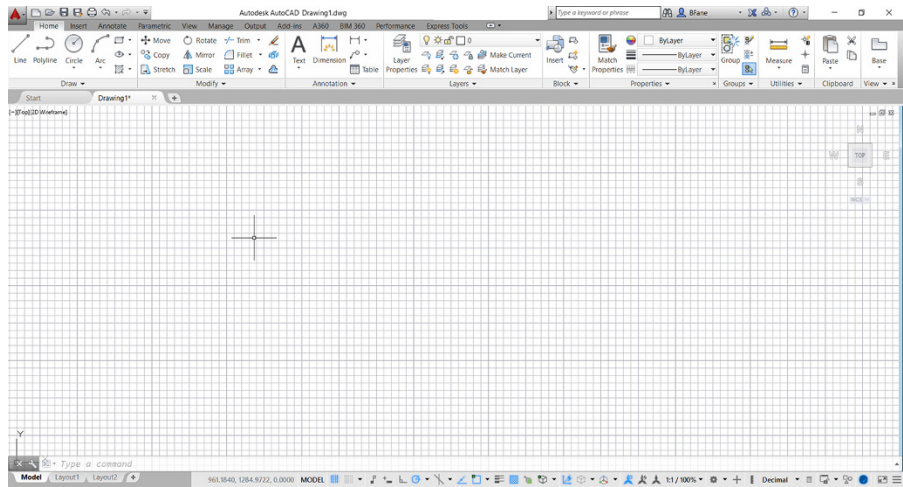 Autodesk AutoCAD Drawing1.dwg
Type a keyword or phrase
BFane
Home Insert Annotate Parametric View Manage Output Add-ins A360 BIM 360 Performance Express Tools
Line Polyline Circle Arc
Move Rotate Trim
Copy Mirror Fillet
Stretch Scale Array
Text Dimension Table
Layer Properties
0
Make Current
Match Layer
Insert
Match Properties
ByLayer
ByLayer
ByLayer
Group
Measure
Paste
Base
Draw Modify Annotation Layers Block Properties Groups Utilities Clipboard View
Start Drawing1*
[-][Top][2D Wireframe]
W TOP E
S
WCS
Y
Type a command
Model Layout1 Layout2
961.1840, 1284.9722, 0.0000 MODEL 1:1 / 100% Decimal